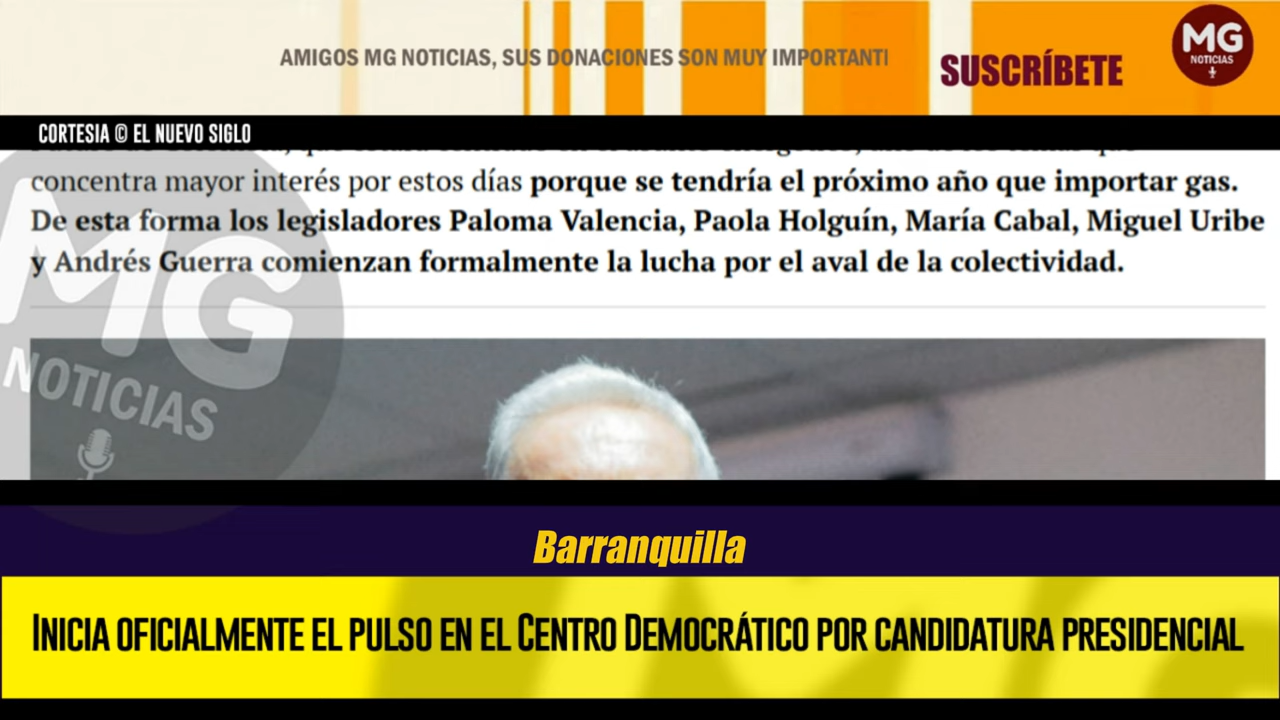 AMIGOS MG NOTICIAS, SUS DONACIONES SON MUY IMPORTANT
SUSCRÍBETE
MG
NOTICIAS
CORTESIA © EL NUEVO SIGLO
concentra mayor interés por estos días porque se tendría el próximo año que importar gas.
De esta forma los legisladores Paloma Valencia, Paola Holguín, María Cabal, Miguel Uribe
y Andrés Guerra comienzan formalmente la lucha por el aval de la colectividad.
MG
NOTICIAS
Barranquilla
INICIA OFICIALMENTE EL PULSO EN EL CENTRO DEMOCRÁTICO POR CANDIDATURA PRESIDENCIAL